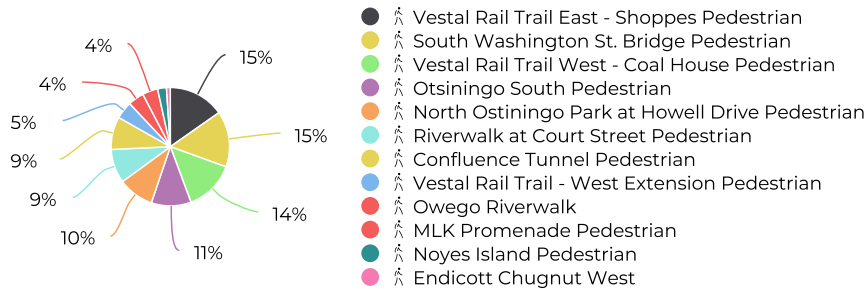 4%
15%
4%
5%
15%
9%
9%
14%
10%
11%
Vestal Rail Trail East - Shoppes Pedestrian
South Washington St. Bridge Pedestrian
Vestal Rail Trail West - Coal House Pedestrian
Otsiningo South Pedestrian
North Ostiningo Park at Howell Drive Pedestrian
Riverwalk at Court Street Pedestrian
Confluence Tunnel Pedestrian
Vestal Rail Trail - West Extension Pedestrian
Owego Riverwalk
MLK Promenade Pedestrian
Noyes Island Pedestrian
Endicott Chugnut West